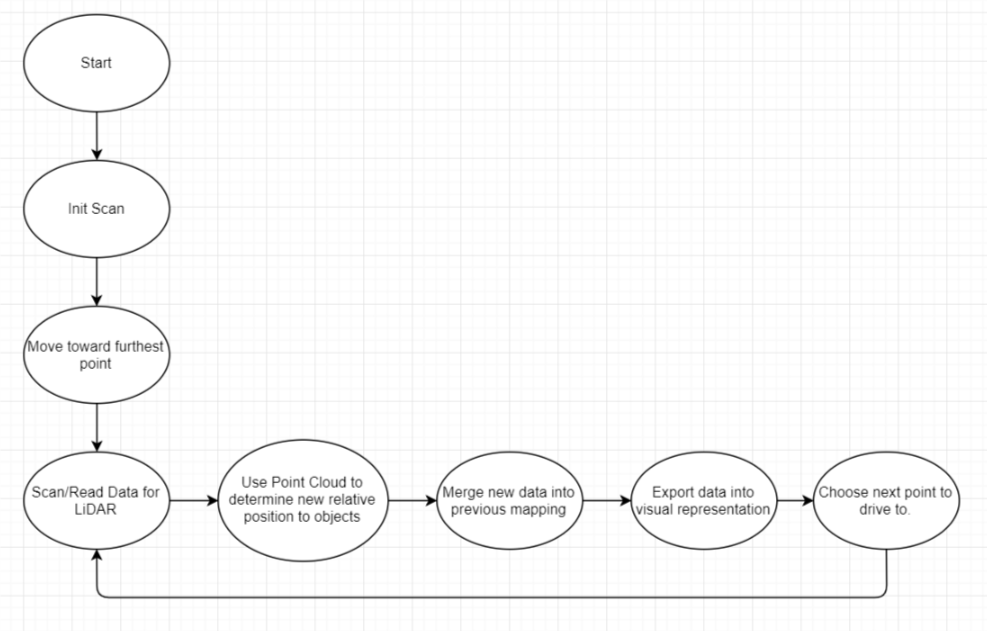 Start
Init Scan
Move toward furthest
point
Scan/Read Data for
LiDAR
Use Point Cloud to
determine new relative
position to objects
Merge new data into
previous mapping
Export data into
visual representation
Choose next point to
drive to.